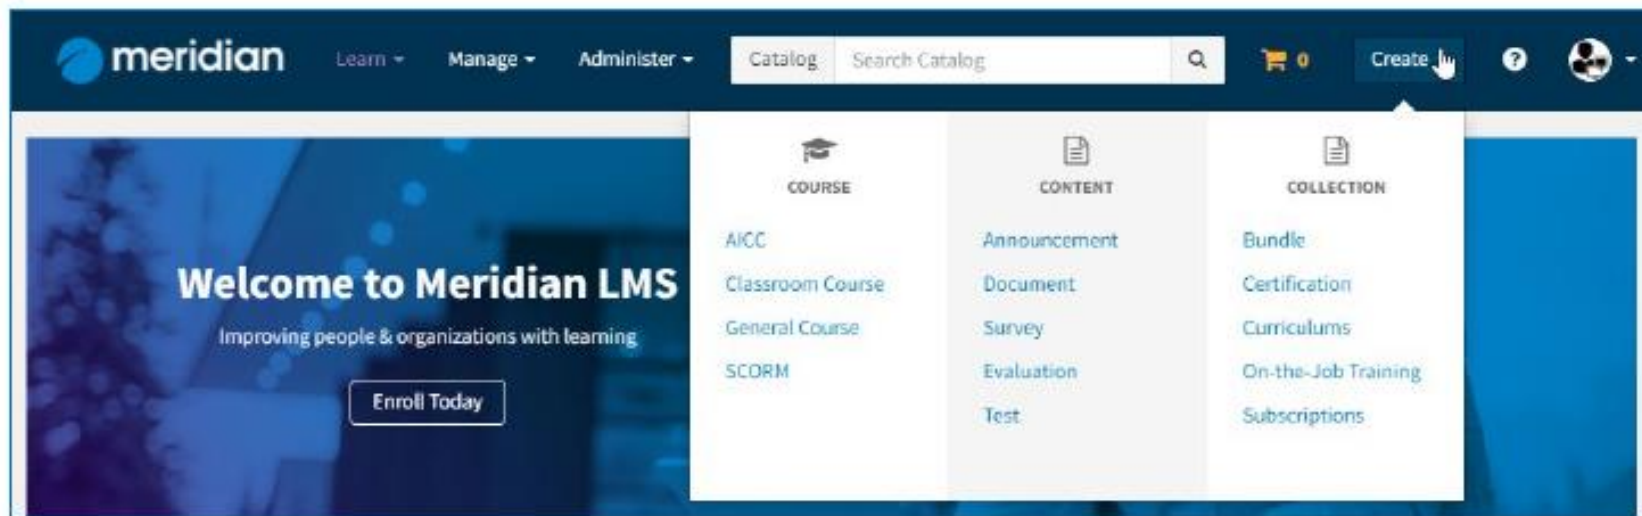 meridian Learn Manage Administer Catalog Search Catalog 0 Create ?
COURSE CONTENT COLLECTION
AICC Announcement Bundle
Classroom Course Document Certification
General Course Survey Curriculums
SCORM Evaluation On-the-Job Training
Test Subscriptions
Welcome to Meridian LMS
Improving people & organizations with learning
Enroll Today